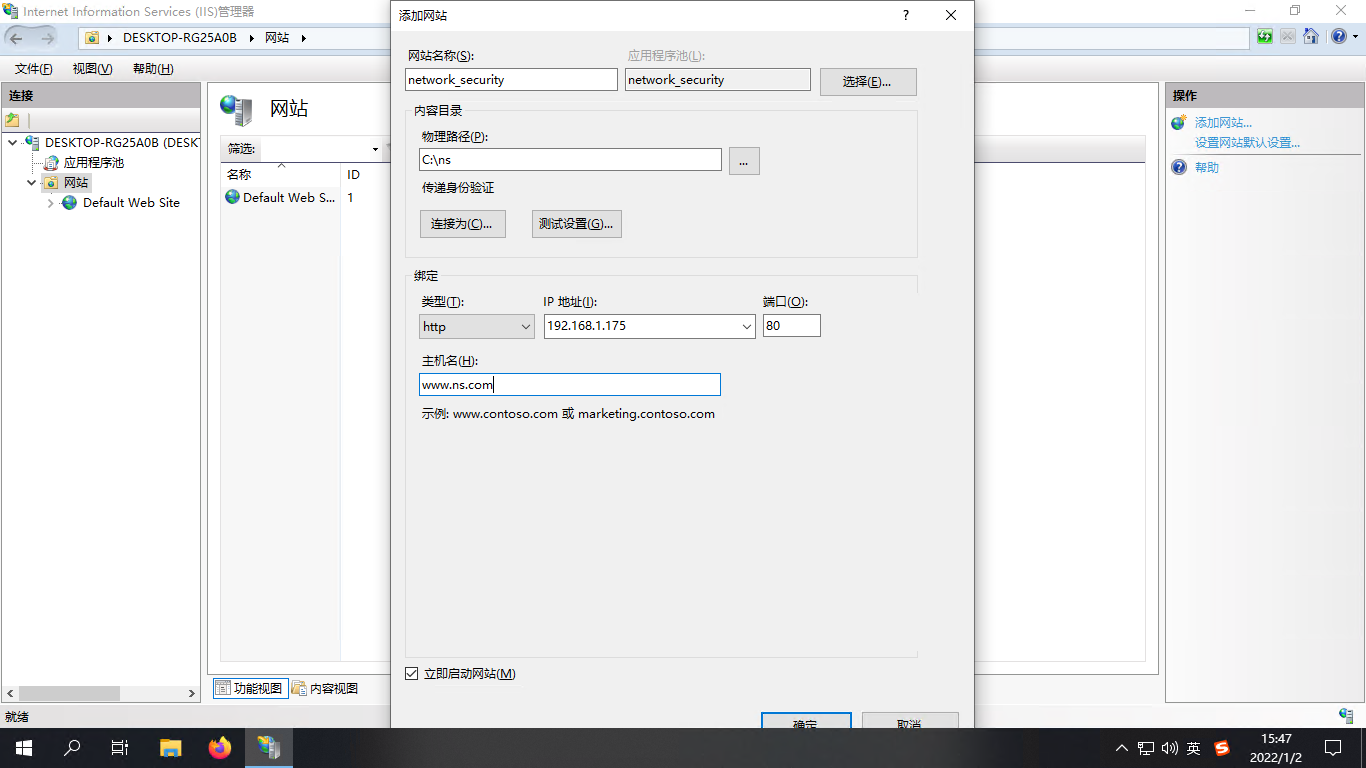 Internet Information Services (IIS)管理器
DESKTOP-RG25A0B 网站
文件(F) 视图(V) 帮助(H)
连接
DESKTOP-RG25A0B (DESK
应用程序池
网站
Default Web Site
网站
筛选:
名称 ID
Default Web S... 1
功能视图 内容视图
就绪
添加网站 ?
网站名称(S): 应用程序池(L):
network_security network_security 选择(E)...
内容目录
物理路径(P):
C:\ns ...
传递身份验证
连接为(C)... 测试设置(G)...
绑定
类型(T): IP 地址(I): 端口(O):
http 192.168.1.175 80
主机名(H):
www.ns.com
示例: www.contoso.com 或 marketing.contoso.com
立即启动网站(M)
确定 取消
操作
添加网站...
设置网站默认设置...
帮助
英
15:47
2022/1/2